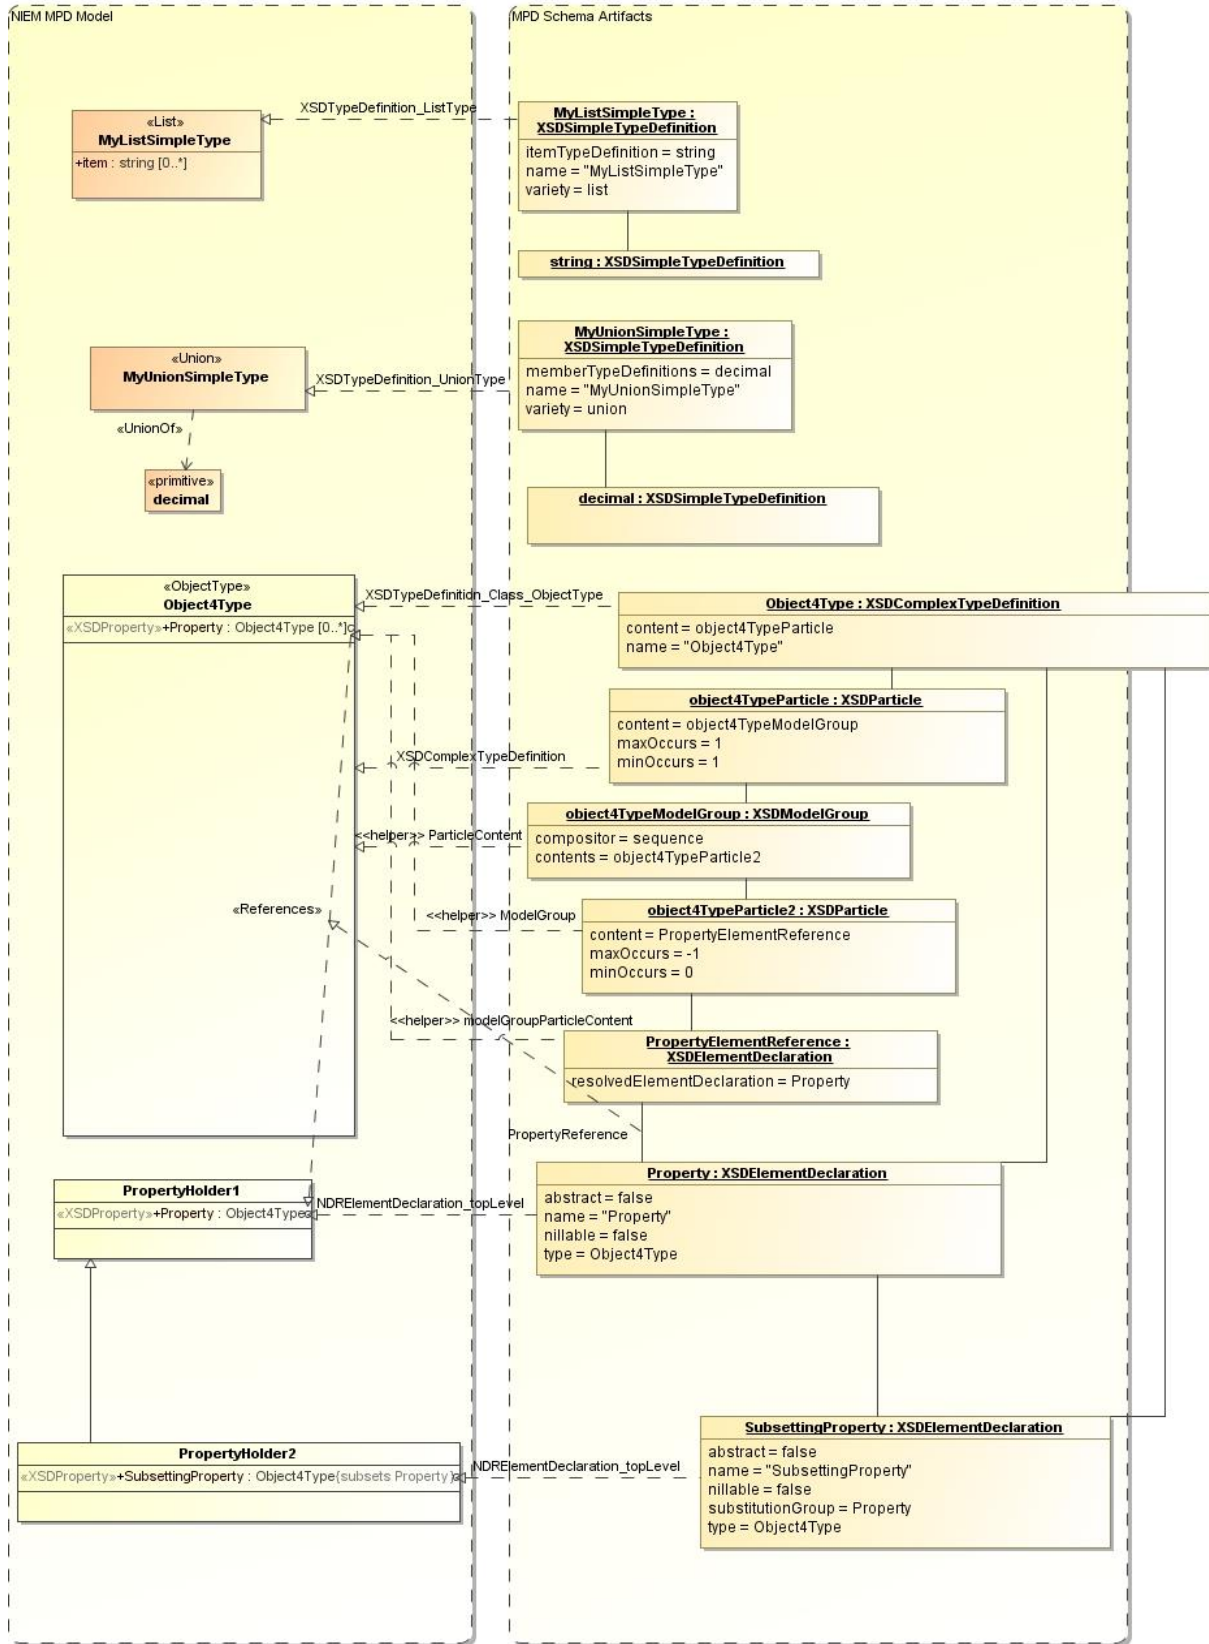 NIEM MPD Model
MPD Schema Artifacts
«List»
MyListSimpleType
+item : string [0..*]
XSDTypeDefinition_ListType
MyListSimpleType :
XSDSimpleTypeDefinition
itemTypeDefinition = string
name = "MyListSimpleType"
variety = list
string : XSDSimpleTypeDefinition
«Union»
MyUnionSimpleType
XSDTypeDefinition_UnionType
MyUnionSimpleType :
XSDSimpleTypeDefinition
memberTypeDefinitions = decimal
name = "MyUnionSimpleType"
variety = union
«UnionOf»
«primitive»
decimal
decimal : XSDSimpleTypeDefinition
«ObjectType»
Object4Type
«XSDProperty»+Property : Object4Type [0..*]
XSDTypeDefinition_Class_ObjectType
Object4Type : XSDComplexTypeDefinition
content = object4TypeParticle
name = "Object4Type"
object4TypeParticle : XSDParticle
content = object4TypeModelGroup
maxOccurs = 1
minOccurs = 1
XSDComplexTypeDefinition
object4TypeModelGroup : XSDModelGroup
compositor = sequence
contents = object4TypeParticle2
<<helper>> ParticleContent
object4TypeParticle2 : XSDParticle
content = PropertyElementReference
maxOccurs = -1
minOccurs = 0
«References»
<<helper>> ModelGroup
<<helper>> modelGroupParticleContent
PropertyElementReference :
XSDElementDeclaration
resolvedElementDeclaration = Property
PropertyReference
PropertyHolder1
«XSDProperty»+Property : Object4Type
NDRElementDeclaration_topLevel
Property : XSDElementDeclaration
abstract = false
name = "Property"
nillable = false
type = Object4Type
PropertyHolder2
«XSDProperty»+SubsettingProperty : Object4Type{subsets Property}
NDRElementDeclaration_topLevel
SubsettingProperty : XSDElementDeclaration
abstract = false
name = "SubsettingProperty"
nillable = false
substitutionGroup = Property
type = Object4Type